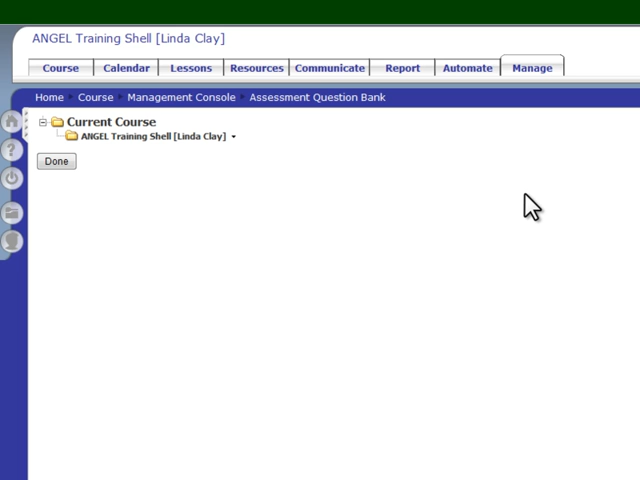 ANGEL Training Shell [Linda Clay]
Course Calendar Lessons Resources Communicate Report Automate Manage
Home Course Management Console Assessment Question Bank
Current Course
ANGEL Training Shell [Linda Clay]
Done
?